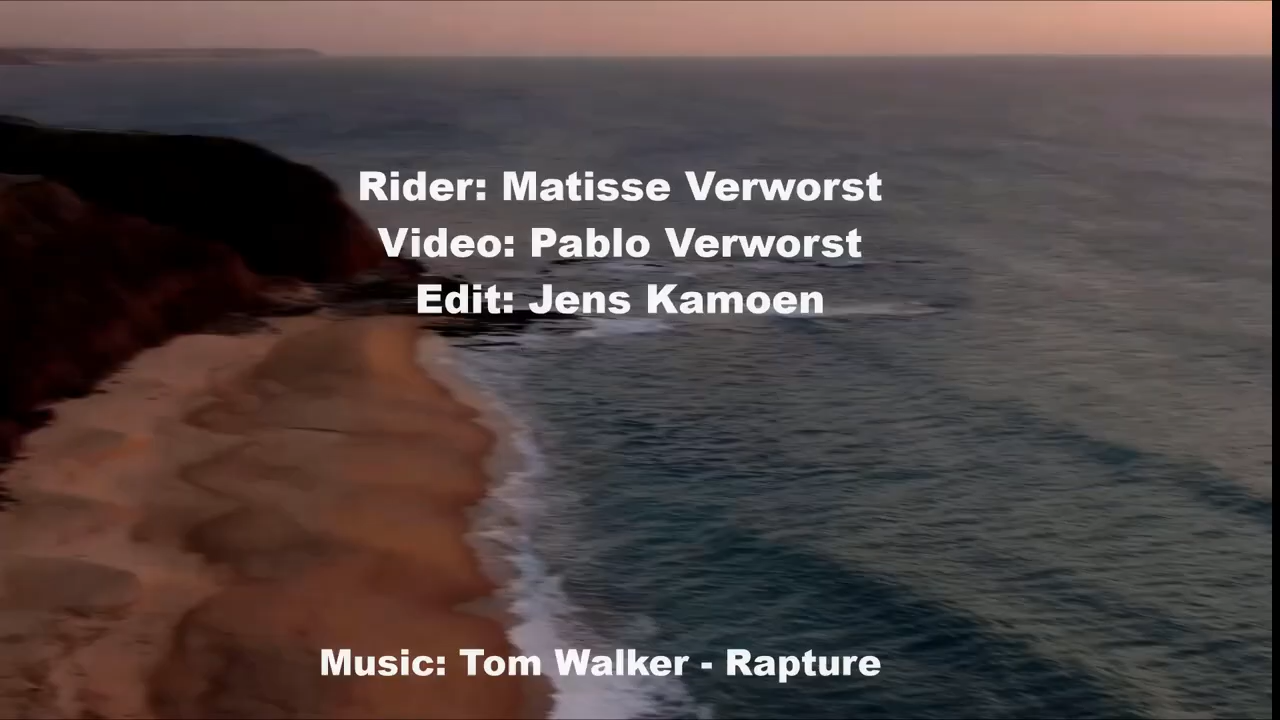 Rider: Matisse Verworst
Video: Pablo Verworst
Edit: Jens Kamoen
Music: Tom Walker - Rapture